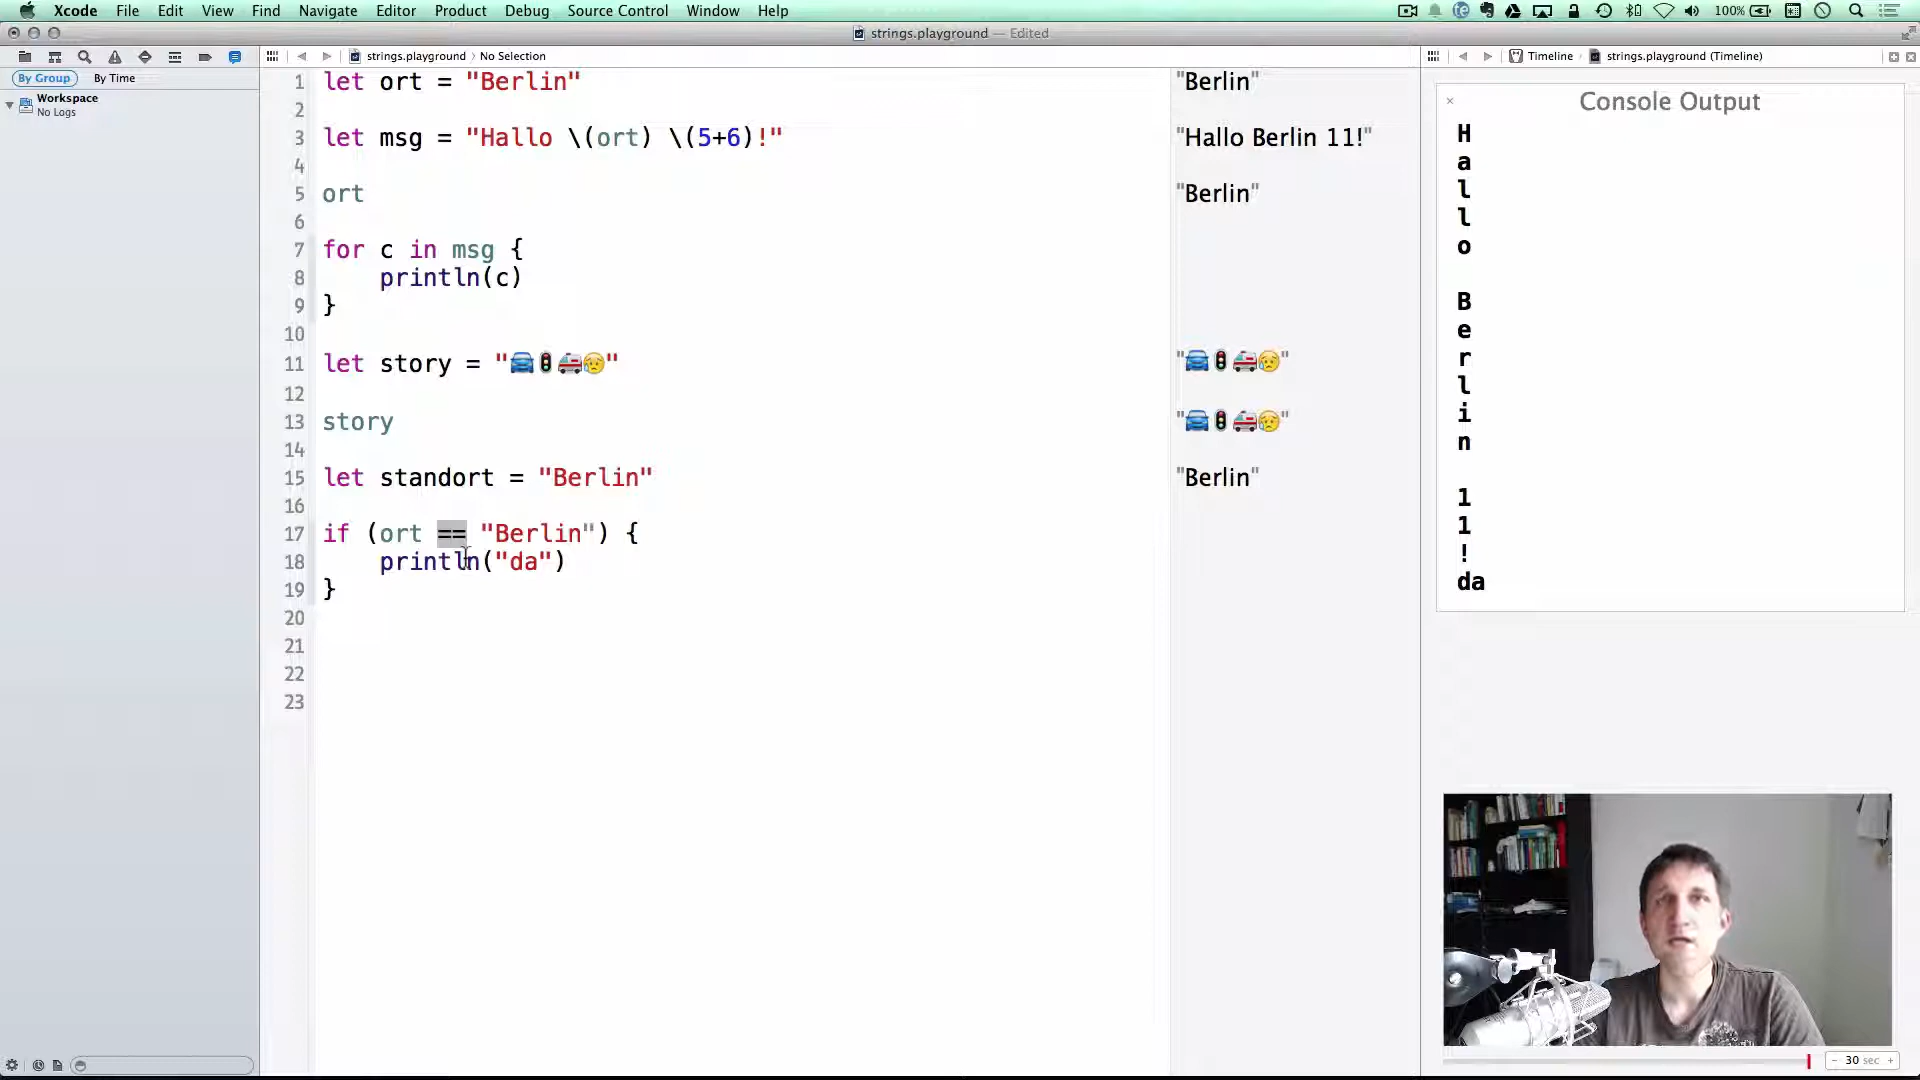 Xcode File Edit View Find Navigate Editor Product Debug Source Control Window Help 100%
strings.playground — Edited
strings.playground › No Selection
Timeline › strings.playground (Timeline)
By Group By Time
Workspace
No Logs
1 let ort = "Berlin"
2
3 let msg = "Hallo \(ort) \(5+6)!"
4
5 ort
6
7 for c in msg {
8 println(c)
9 }
10
11 let story = "🚘🚦🚑😥"
12
13 story
14
15 let standort = "Berlin"
16
17 if (ort == "Berlin") {
18 println("da")
19 }
20
21
22
23
"Berlin"
"Hallo Berlin 11!"
"Berlin"
"🚘🚦🚑😥"
"🚘🚦🚑😥"
"Berlin"
Console Output
H
a
l
l
o
B
e
r
l
i
n
1
1
!
da
- 30 sec +